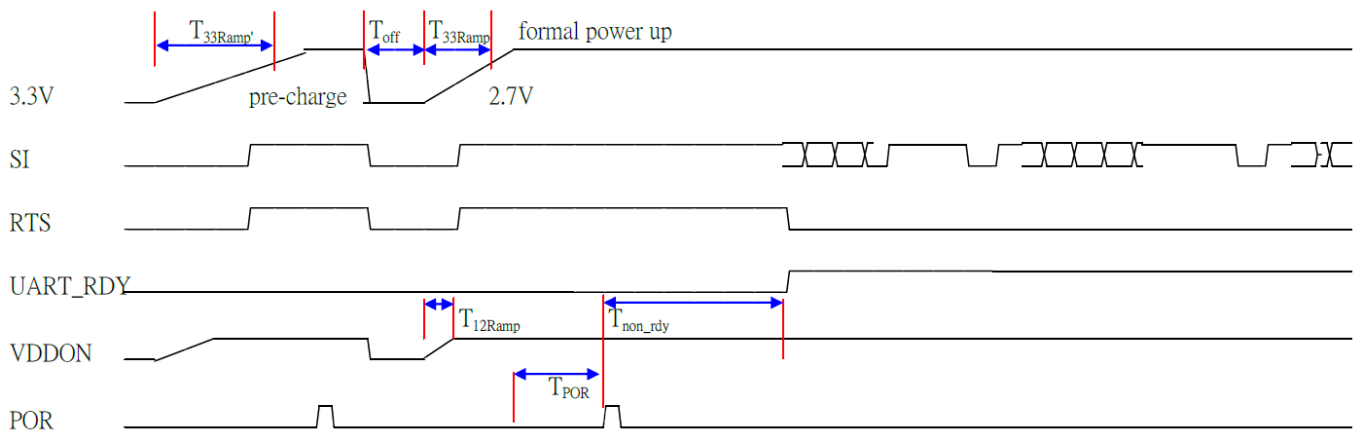 T33Ramp' Toff T33Ramp formal power up
3.3V pre-charge 2.7V
SI
RTS
UART_RDY
T12Ramp Tnon_rdy
VDDON
TPOR
POR